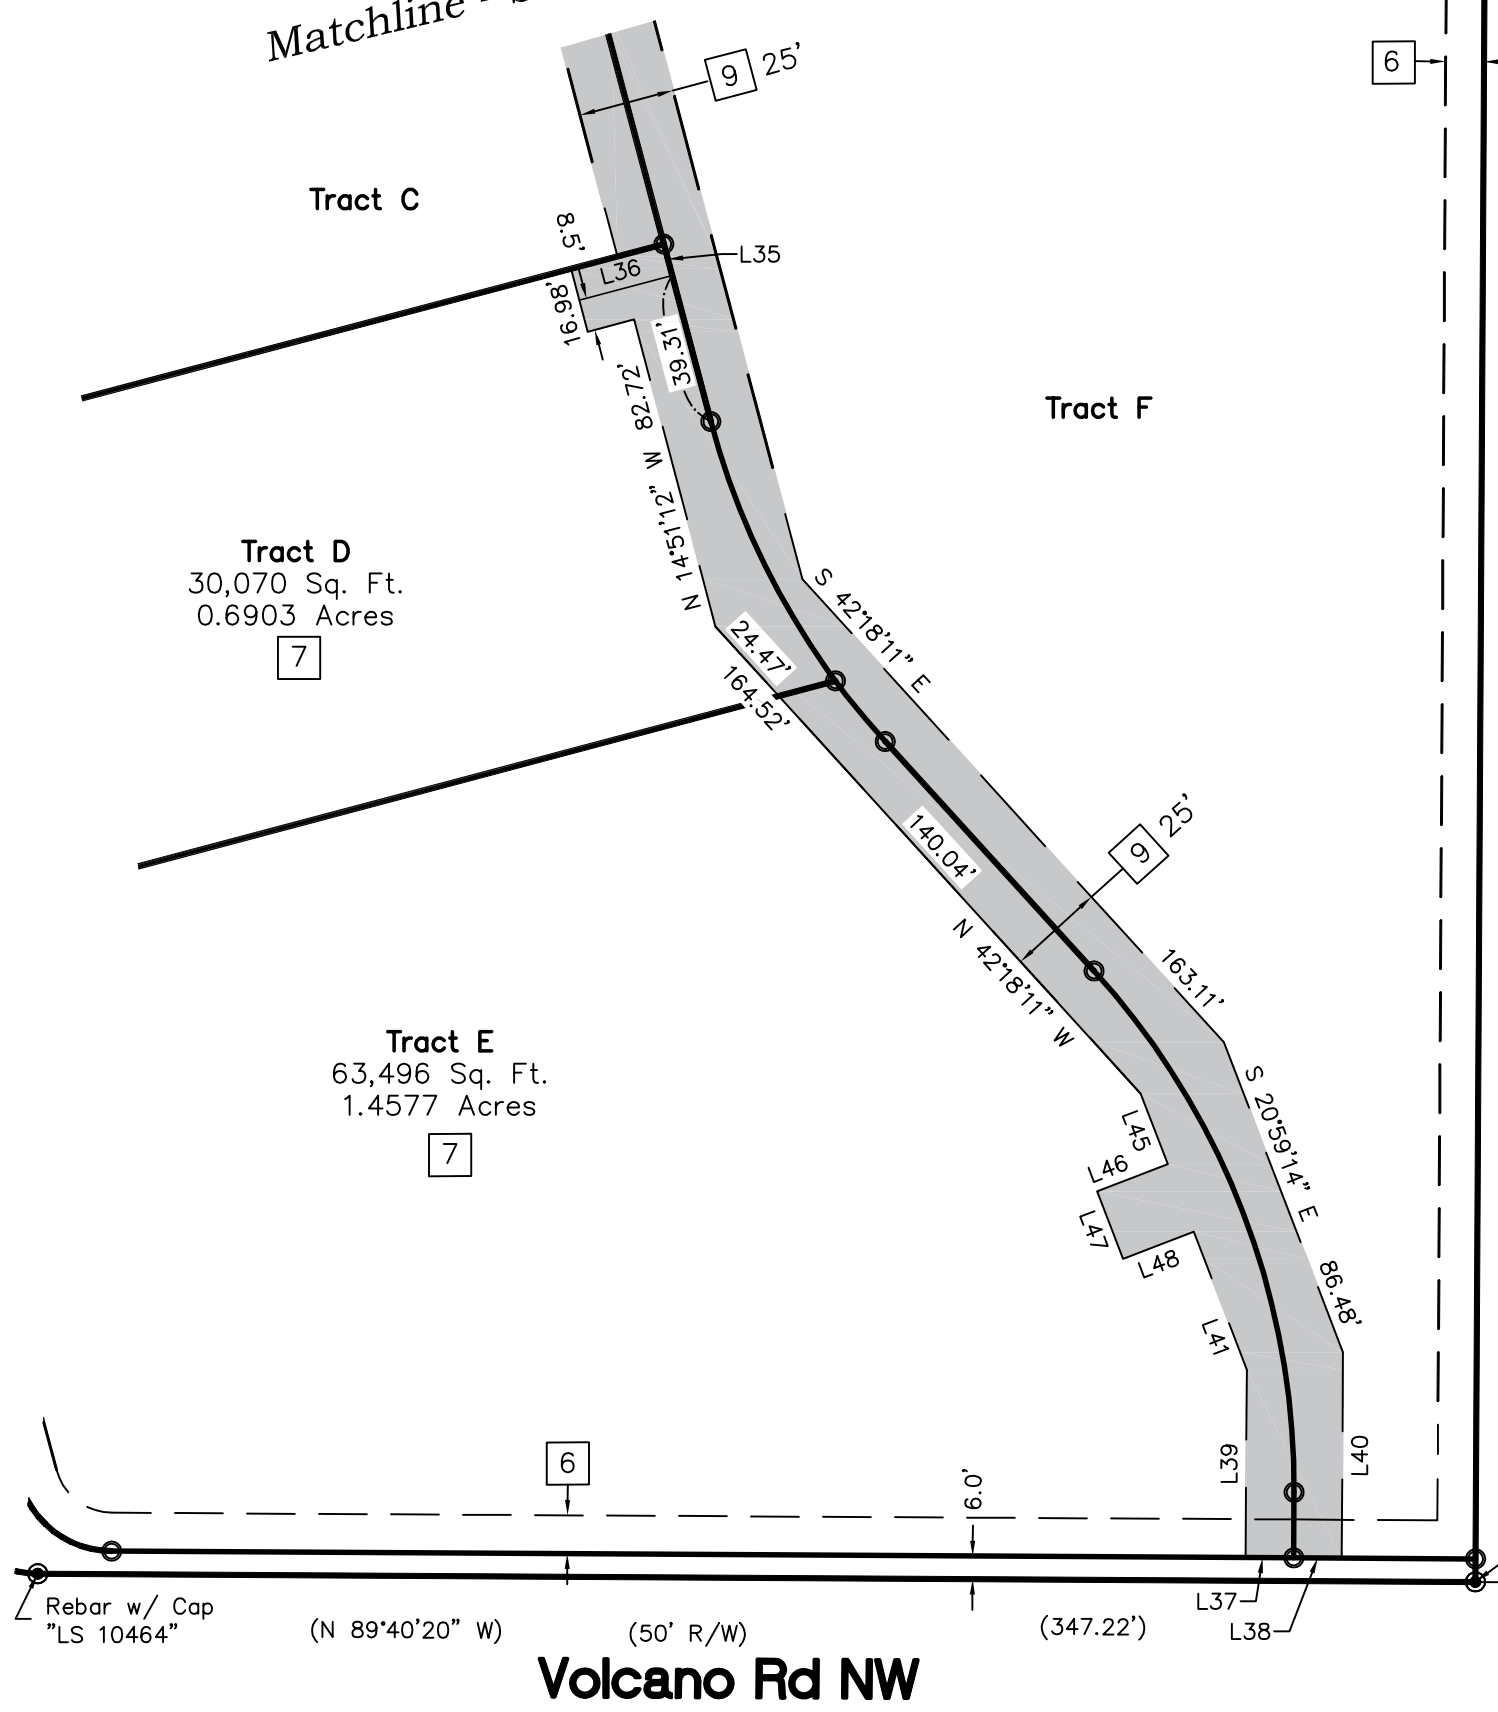 Matchline -
9 25'
6
Tract C
8.5'
L36
L35
16.98'
39.31'
N 14°51'12" W 82.72'
Tract F
Tract D
30,070 Sq. Ft.
0.6903 Acres
7
S 42°18'11" E
24.47'
164.52'
9 25'
140.04'
N 42°18'11" W
163.11'
Tract E
63,496 Sq. Ft.
1.4577 Acres
7
S 20°59'14" E
L45
L46
L47
L48
86.48'
L41
L39
L40
6
6.0'
L37
L38
Rebar w/ Cap
"LS 10464"
(N 89°40'20" W)
(50' R/W)
(347.22')
Volcano Rd NW